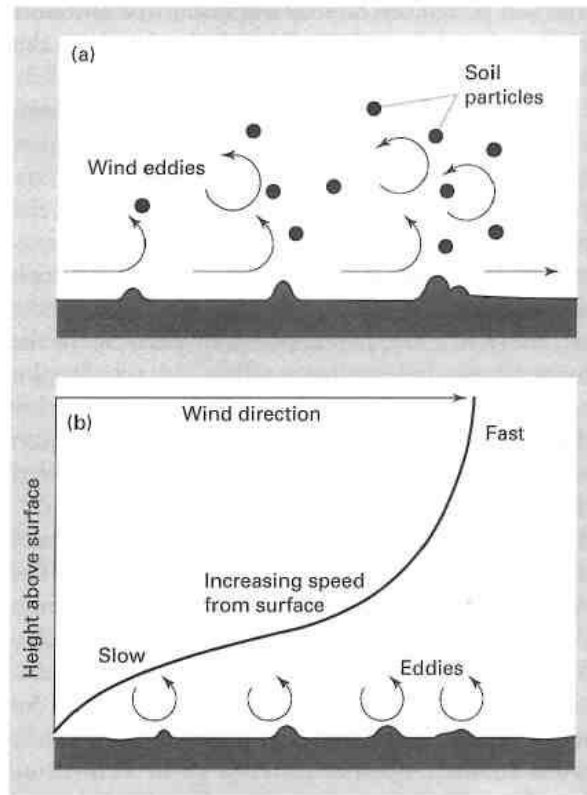 (a)
Soil
particles
Wind eddies
(b)
Wind direction
Fast
Height above surface
Increasing speed
from surface
Slow
Eddies